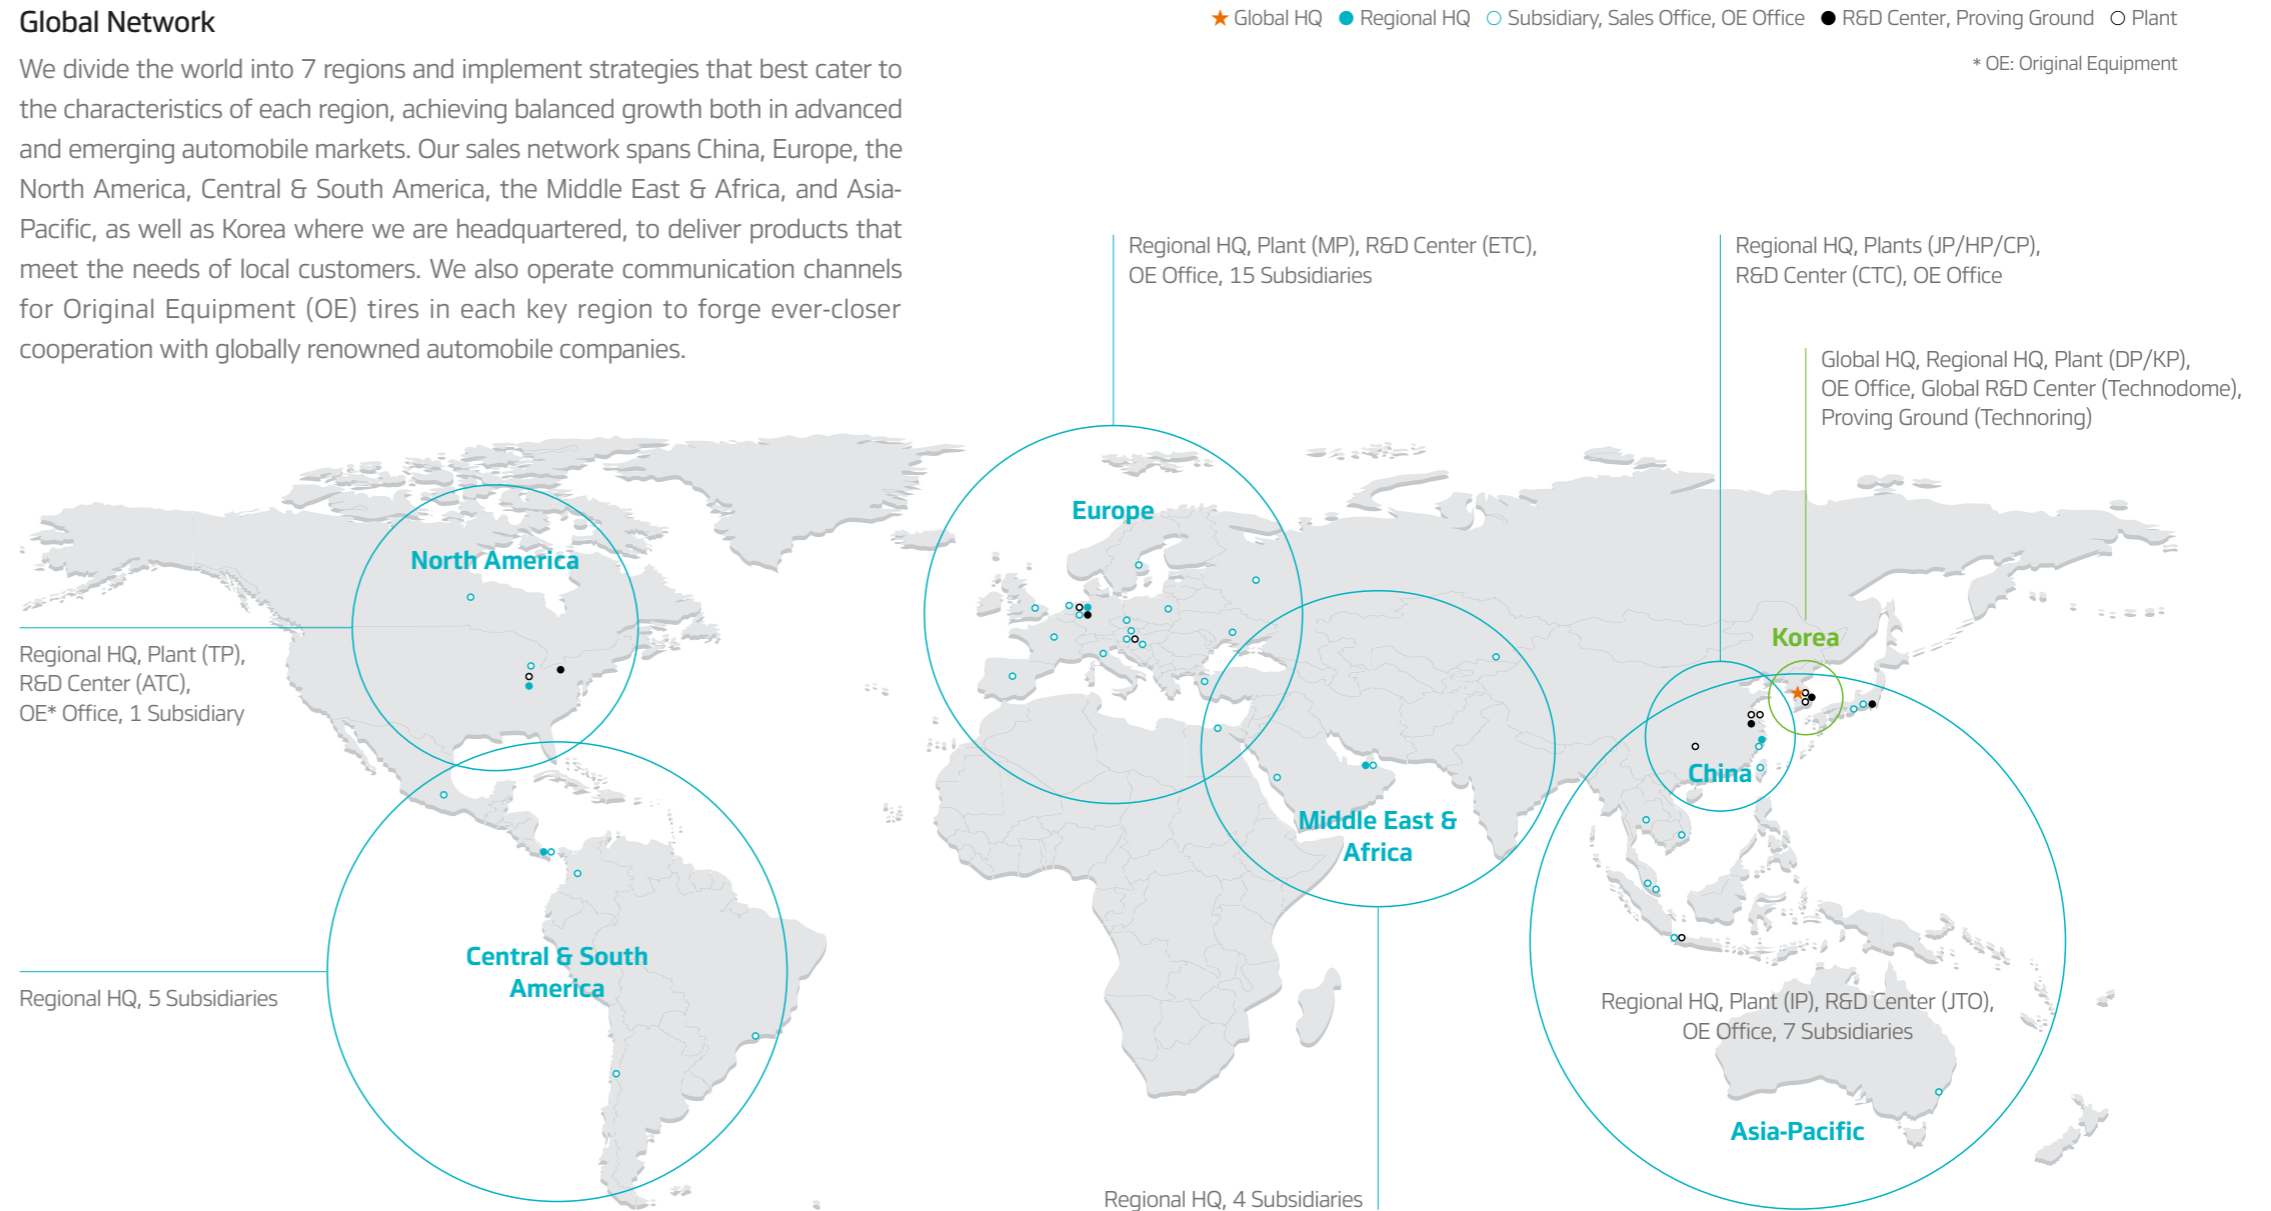 Global Network
★ Global HQ ● Regional HQ ○ Subsidiary, Sales Office, OE Office ● R&D Center, Proving Ground ○ Plant
* OE: Original Equipment
We divide the world into 7 regions and implement strategies that best cater to
the characteristics of each region, achieving balanced growth both in advanced
and emerging automobile markets. Our sales network spans China, Europe, the
North America, Central & South America, the Middle East & Africa, and Asia-
Pacific, as well as Korea where we are headquartered, to deliver products that
meet the needs of local customers. We also operate communication channels
for Original Equipment (OE) tires in each key region to forge ever-closer
cooperation with globally renowned automobile companies.
Regional HQ, Plant (MP), R&D Center (ETC),
OE Office, 15 Subsidiaries
Regional HQ, Plants (JP/HP/CP),
R&D Center (CTC), OE Office
Global HQ, Regional HQ, Plant (DP/KP),
OE Office, Global R&D Center (Technodome),
Proving Ground (Technoring)
Europe
North America
Korea
Regional HQ, Plant (TP),
R&D Center (ATC),
OE* Office, 1 Subsidiary
China
Middle East &
Africa
Central & South
America
Regional HQ, 5 Subsidiaries
Regional HQ, Plant (IP), R&D Center (JTO),
OE Office, 7 Subsidiaries
Asia-Pacific
Regional HQ, 4 Subsidiaries